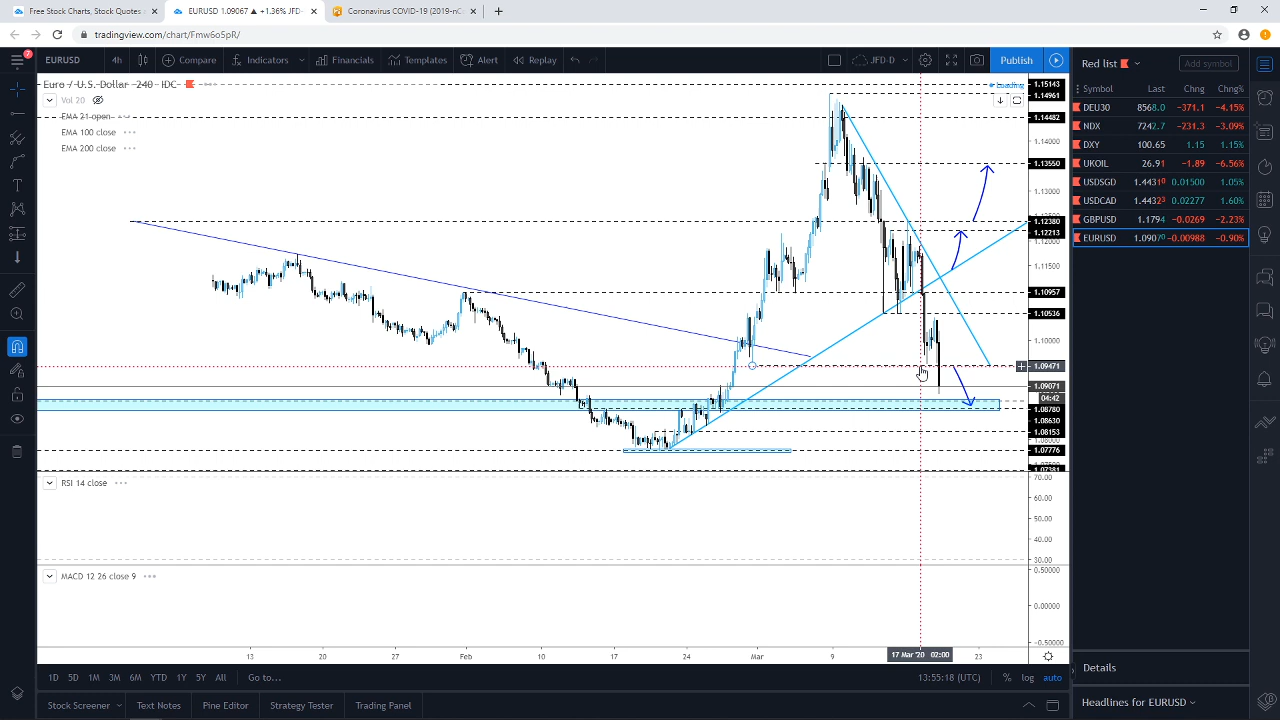 Free Stock Charts, Stock Quotes a
EURUSD 1.09067 ▲ +1.36% JFD-
Coronavirus COVID-19 (2019-nC
tradingview.com/chart/Fmw6o5pR/
7
EURUSD
4h
Compare
Indicators
Financials
Templates
Alert
Replay
JFD-D
Publish
Red list
Add symbol
Euro / U.S. Dollar 240 IDC
Loading
Vol 20
EMA 21 open
EMA 100 close
EMA 200 close
Symbol Last Chng Chng%
DEU30 8568.0 −371.1 −4.15%
NDX 7242.7 −231.3 −3.09%
DXY 100.65 1.15 1.15%
UKOIL 26.91 −1.89 −6.56%
USDSGD 1.44310 0.01500 1.05%
USDCAD 1.44323 0.02277 1.60%
GBPUSD 1.1794 −0.0269 −2.23%
EURUSD 1.09070 −0.00988 −0.90%
1.15143
1.14961
1.14482
1.14000
1.13550
1.13000
1.12380
1.12213
1.12000
1.11500
1.10957
1.10536
1.10000
1.09471
1.09071
04:42
1.08780
1.08630
1.08153
1.08000
1.07776
1.07381
RSI 14 close
70.00
60.00
50.00
40.00
30.00
MACD 12 26 close 9
0.50000
0.00000
−0.50000
13 20 27 Feb 10 17 24 Mar 9 17 Mar '20 02:00 23
1D 5D 1M 3M 6M YTD 1Y 5Y All Go to...
13:55:18 (UTC) % log auto
Stock Screener
Text Notes
Pine Editor
Strategy Tester
Trading Panel
Details
Headlines for EURUSD